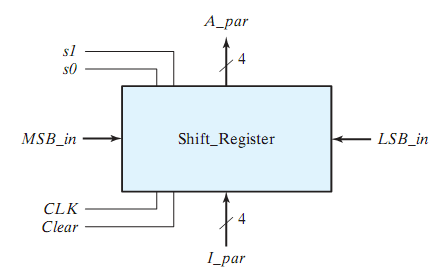 A_par
s1
4
s0
MSB_in
Shift_Register
LSB_in
CLK
Clear
4
I_par